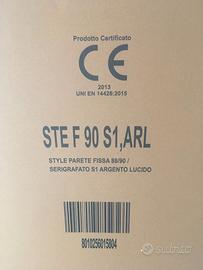 Prodotto Certificato
CE
2013
UNI EN 14428:2015
STE F 90 S1,ARL
STYLE PARETE FISSA 88/90 /
SERIGRAFATO S1 ARGENTO LUCIDO
8010256015804
subito